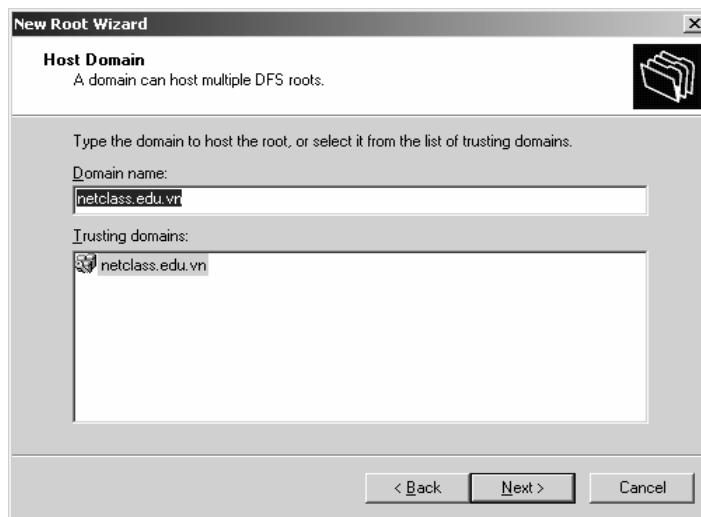 New Root Wizard
Host Domain
A domain can host multiple DFS roots.
Type the domain to host the root, or select it from the list of trusting domains.
Domain name:
netclass.edu.vn
Trusting domains:
netclass.edu.vn
< Back Next > Cancel